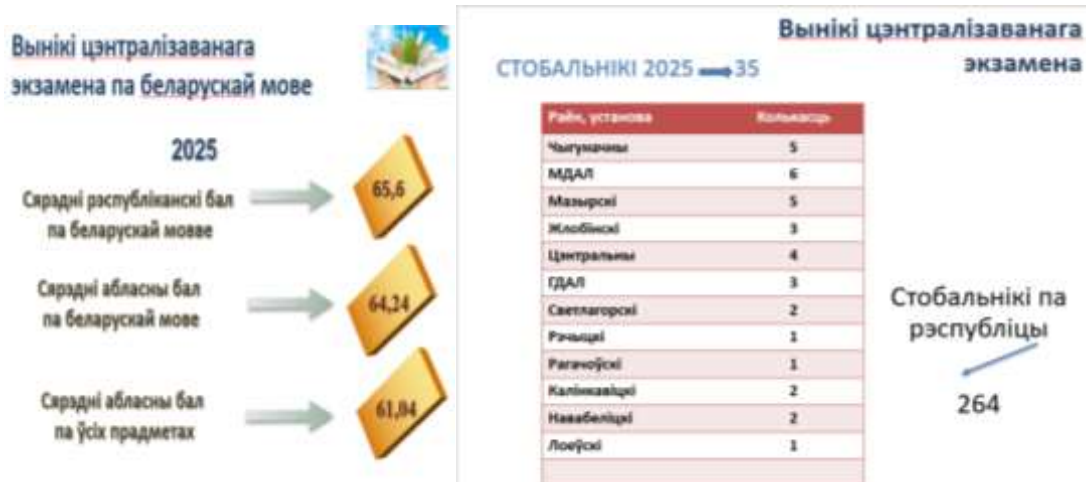 Вынікі цэнтралізаванага
экзамена па беларускай мове
2025
Сярэдні рэспубліканскі бал
па беларускай мовве
65,6
Сярэдні абласны бал
па беларускай мове
64,24
Сярэдні абласны бал
па ўсіх прадметах
61,04
Вынікі цэнтралізаванага
экзамена
СТОБАЛЬНІКІ 2025 35
Раён, установа Колькасць
Чыгуначны 5
МДАЛ 6
Мазырскі 5
Жлобінскі 3
Цэнтральны 4
ГДАЛ 3
Светлагорскі 2
Рэчыцкі 1
Рагачоўскі 1
Калінкавіцкі 2
Навабеліцкі 2
Лоеўскі 1
Стобальнікі па
рэспубліцы
264